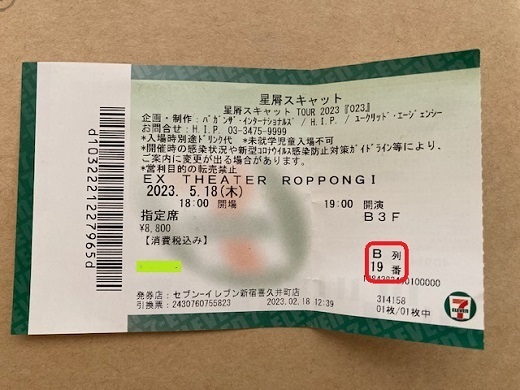 星屑スキャット
星屑スキャット TOUR 2023『023』
企画・制作：パガンザ・インターナショナルズ / H.I.P. / ユークリッド・エージェンシー
お問合せ：H.I.P. 03-3475-9999
*入場時別途ドリンク代 *未就学児童入場不可
*開催時の感染状況や新型コロナウイルス感染防止対策ガイドライン等により、
ご案内に変更が出る場合があります。
*営利目的の転売禁止
EX THEATER ROPPONGI
2023. 5.18(木)
18:00 開場 19:00 開演
指定席 B3F
¥8,800
【消費税込み】
B 列
19 番
発券店：セブン-イレブン新宿喜久井町店
引換票：2430760755823 2023.02.18 12:39
314158
01枚/01枚中
7
ELEVEN
d1032221227965d